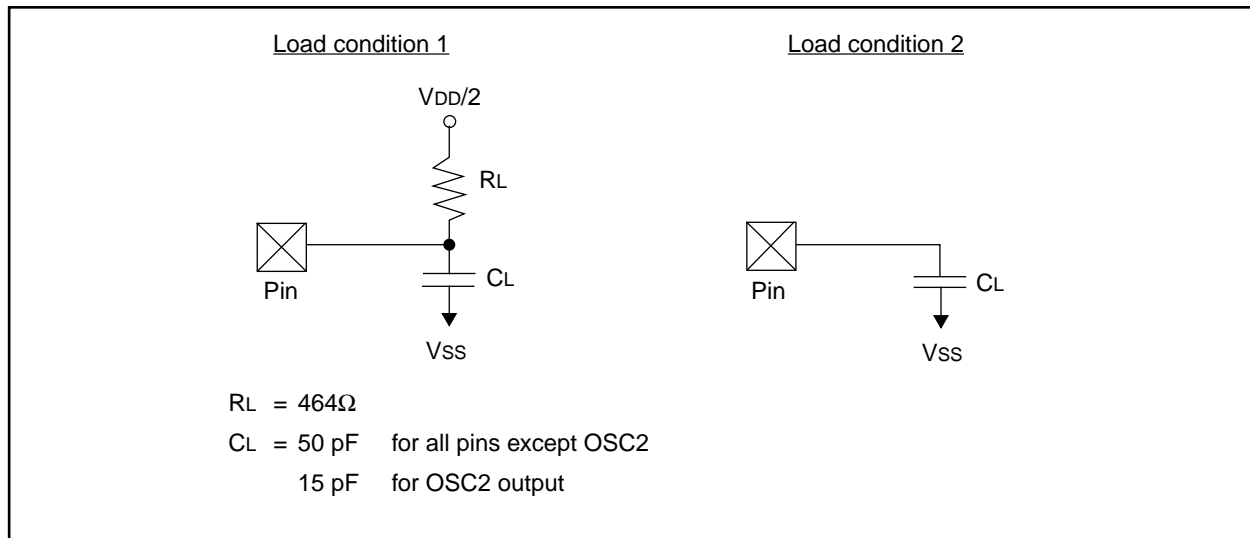 Load condition 1
Load condition 2
VDD/2
RL
Pin
CL
VSS
Pin
CL
VSS
RL = 464Ω
CL = 50 pF for all pins except OSC2
15 pF for OSC2 output